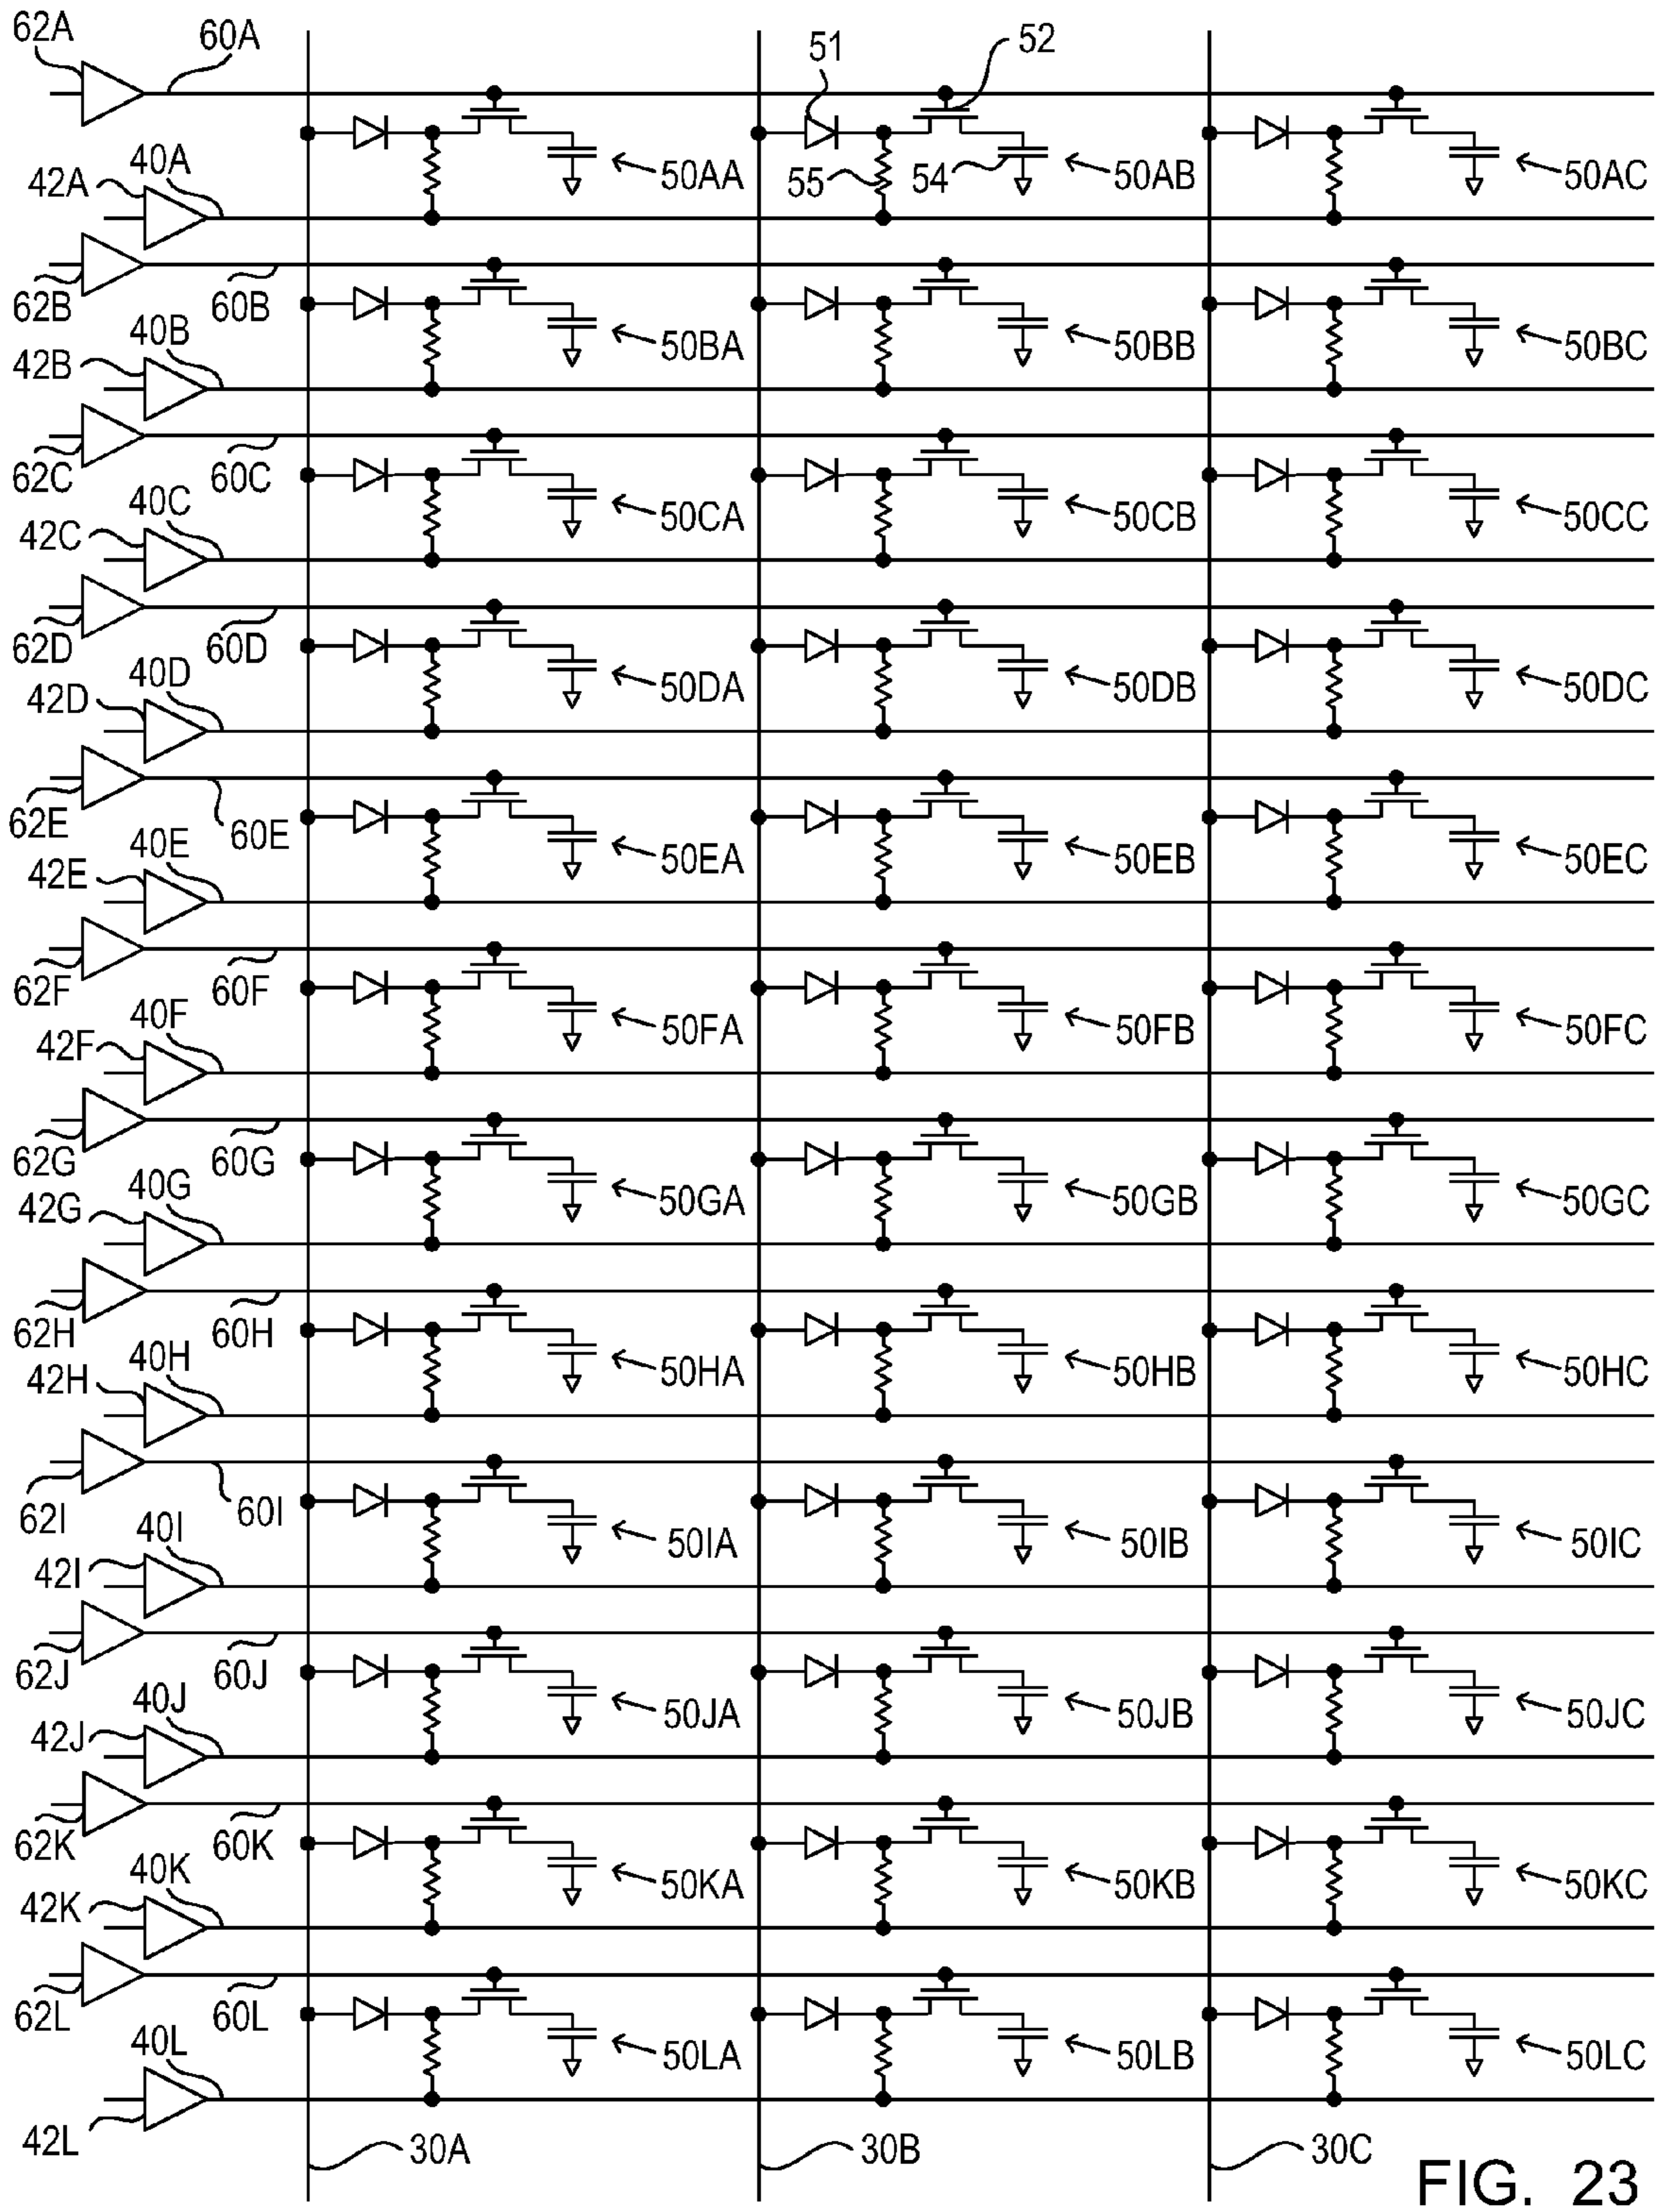 62A 60A 51 52
42A 40A 50AA 55 54 50AB 50AC
62B 60B
42B 40B 50BA 50BB 50BC
62C 60C
42C 40C 50CA 50CB 50CC
62D 60D
42D 40D 50DA 50DB 50DC
62E 60E
42E 40E 50EA 50EB 50EC
62F 60F
42F 40F 50FA 50FB 50FC
62G 60G
42G 40G 50GA 50GB 50GC
62H 60H
42H 40H 50HA 50HB 50HC
62I 60I
42I 40I 50IA 50IB 50IC
62J 60J
42J 40J 50JA 50JB 50JC
62K 60K
42K 40K 50KA 50KB 50KC
62L 60L
40L 50LA 50LB 50LC
42L 30A 30B 30C
FIG. 23